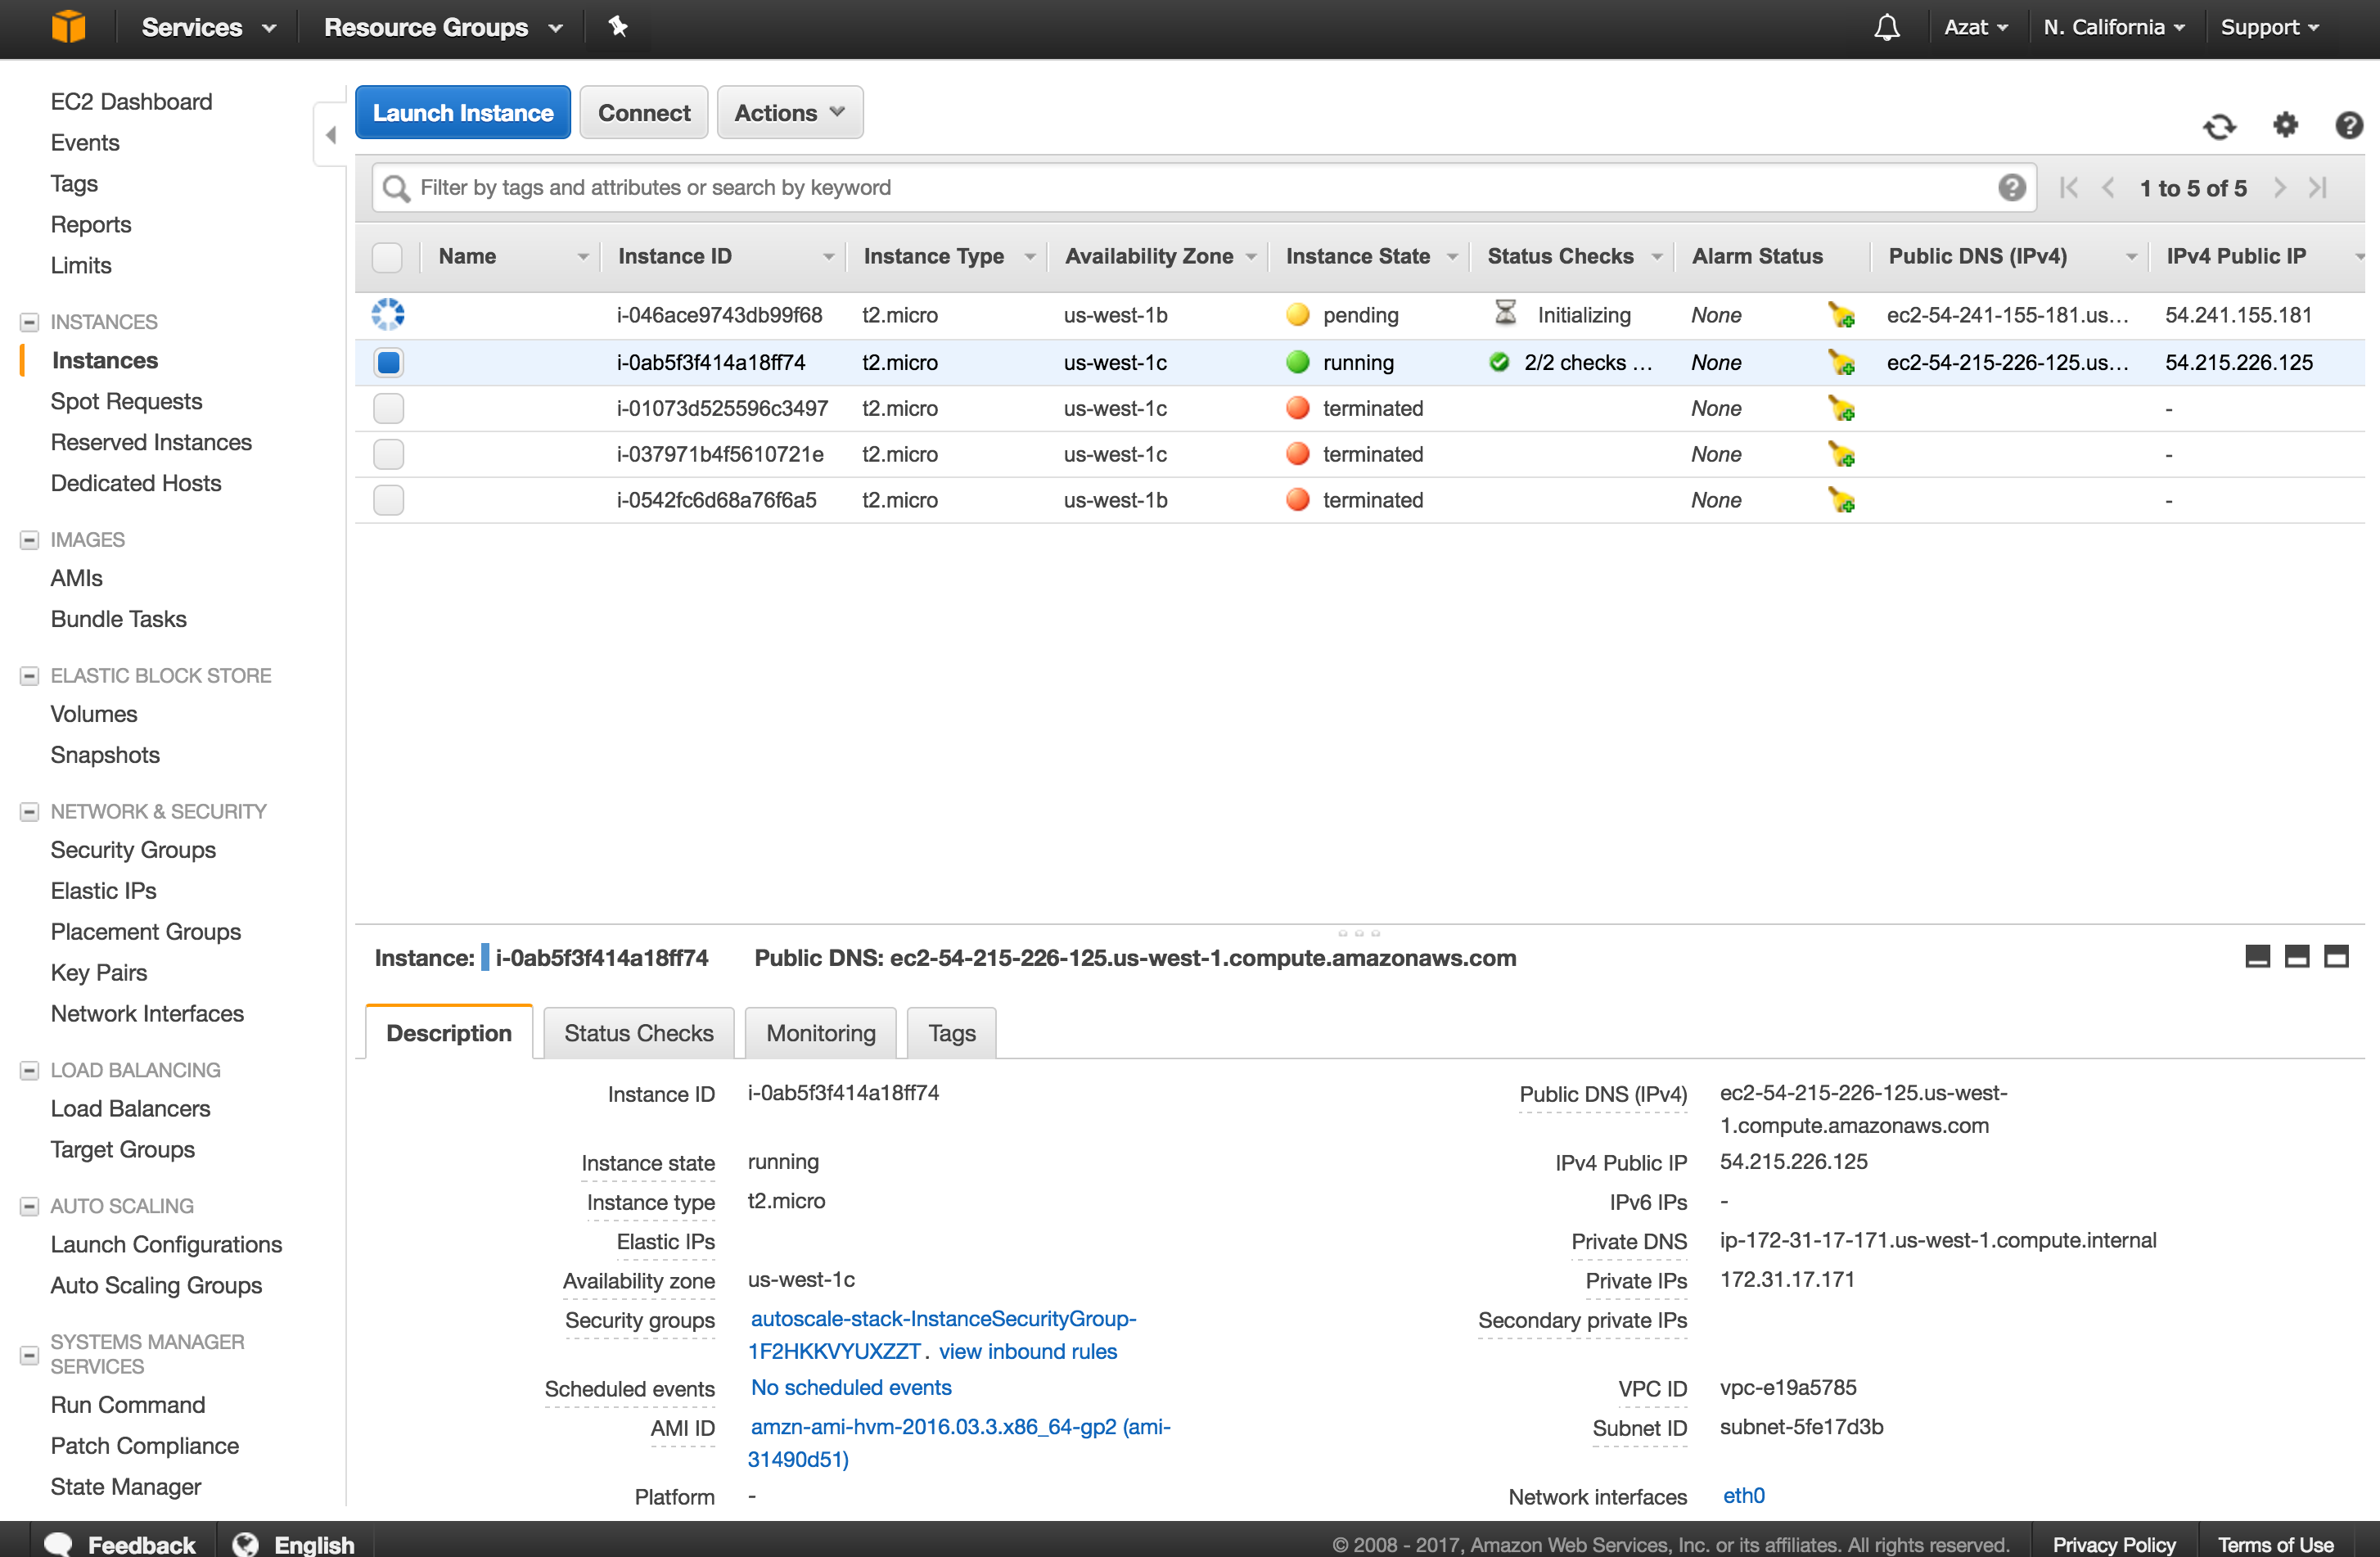 Services Resource Groups Azat N. California Support
EC2 Dashboard
Events
Tags
Reports
Limits
INSTANCES
Instances
Spot Requests
Reserved Instances
Dedicated Hosts
IMAGES
AMIs
Bundle Tasks
ELASTIC BLOCK STORE
Volumes
Snapshots
NETWORK & SECURITY
Security Groups
Elastic IPs
Placement Groups
Key Pairs
Network Interfaces
LOAD BALANCING
Load Balancers
Target Groups
AUTO SCALING
Launch Configurations
Auto Scaling Groups
SYSTEMS MANAGER
SERVICES
Run Command
Patch Compliance
State Manager
Launch Instance Connect Actions
Filter by tags and attributes or search by keyword 1 to 5 of 5
Name Instance ID Instance Type Availability Zone Instance State Status Checks Alarm Status Public DNS (IPv4) IPv4 Public IP
i-046ace9743db99f68 t2.micro us-west-1b pending Initializing None ec2-54-241-155-181.us... 54.241.155.181
i-0ab5f3f414a18ff74 t2.micro us-west-1c running 2/2 checks ... None ec2-54-215-226-125.us... 54.215.226.125
i-01073d525596c3497 t2.micro us-west-1c terminated None -
i-037971b4f5610721e t2.micro us-west-1c terminated None -
i-0542fc6d68a76f6a5 t2.micro us-west-1b terminated None -
Instance: i-0ab5f3f414a18ff74 Public DNS: ec2-54-215-226-125.us-west-1.compute.amazonaws.com
Description Status Checks Monitoring Tags
Instance ID i-0ab5f3f414a18ff74
Instance state running
Instance type t2.micro
Elastic IPs
Availability zone us-west-1c
Security groups autoscale-stack-InstanceSecurityGroup-
1F2HKKVYUXZZT. view inbound rules
Scheduled events No scheduled events
AMI ID amzn-ami-hvm-2016.03.3.x86_64-gp2 (ami-
31490d51)
Platform -
Public DNS (IPv4) ec2-54-215-226-125.us-west-
1.compute.amazonaws.com
IPv4 Public IP 54.215.226.125
IPv6 IPs -
Private DNS ip-172-31-17-171.us-west-1.compute.internal
Private IPs 172.31.17.171
Secondary private IPs
VPC ID vpc-e19a5785
Subnet ID subnet-5fe17d3b
Network interfaces eth0
Feedback English © 2008 - 2017, Amazon Web Services, Inc. or its affiliates. All rights reserved. Privacy Policy Terms of Use